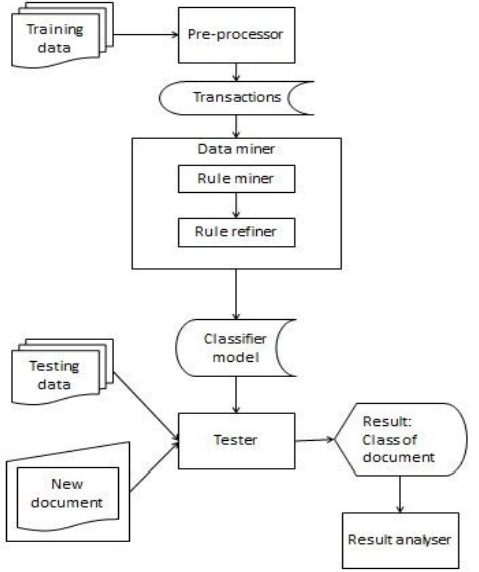 Training
data
Pre-processor
Transactions
Data miner
Rule miner
Rule refiner
Classifier
model
Testing
data
Tester
Result:
Class of
document
New
document
Result analyser